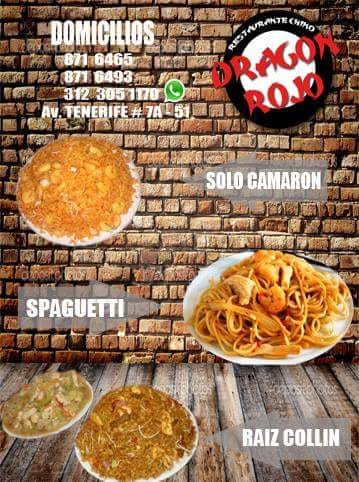 DOMICILIOS
871 6465
871 6493
312 305 1170
Av. TENERIFE # 7A - 51
RESTAURANTE CHINO
DRAGON
ROJO
SOLO CAMARON
SPAGUETTI
RAIZ COLLIN
depositphotos